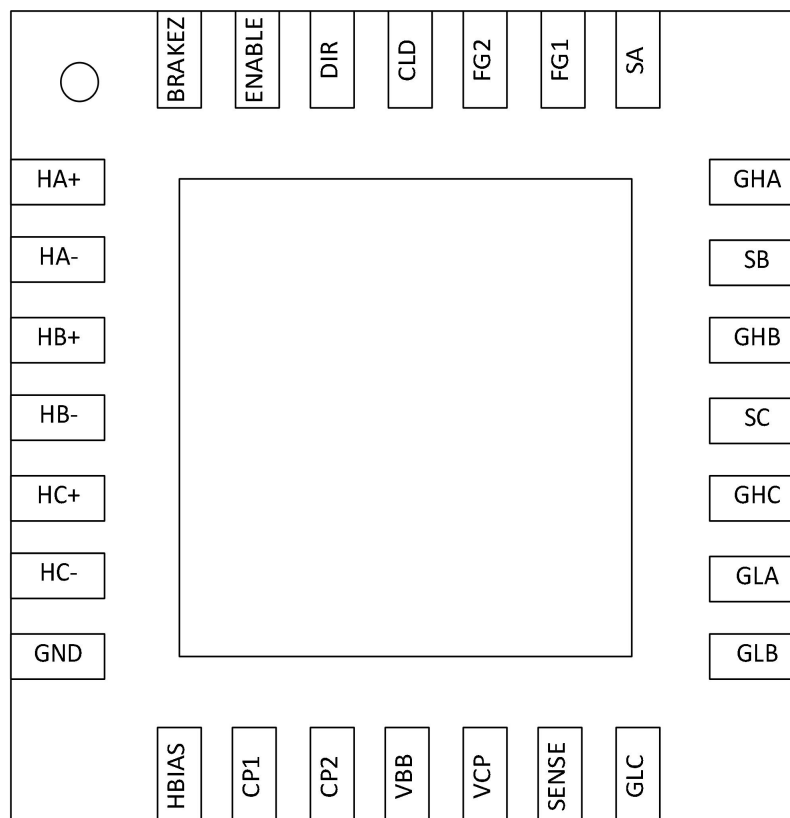 BRAKEZ
ENABLE
DIR
CLD
FG2
FG1
SA
HA+
HA-
HB+
HB-
HC+
HC-
GND
GHA
SB
GHB
SC
GHC
GLA
GLB
HBIAS
CP1
CP2
VBB
VCP
SENSE
GLC